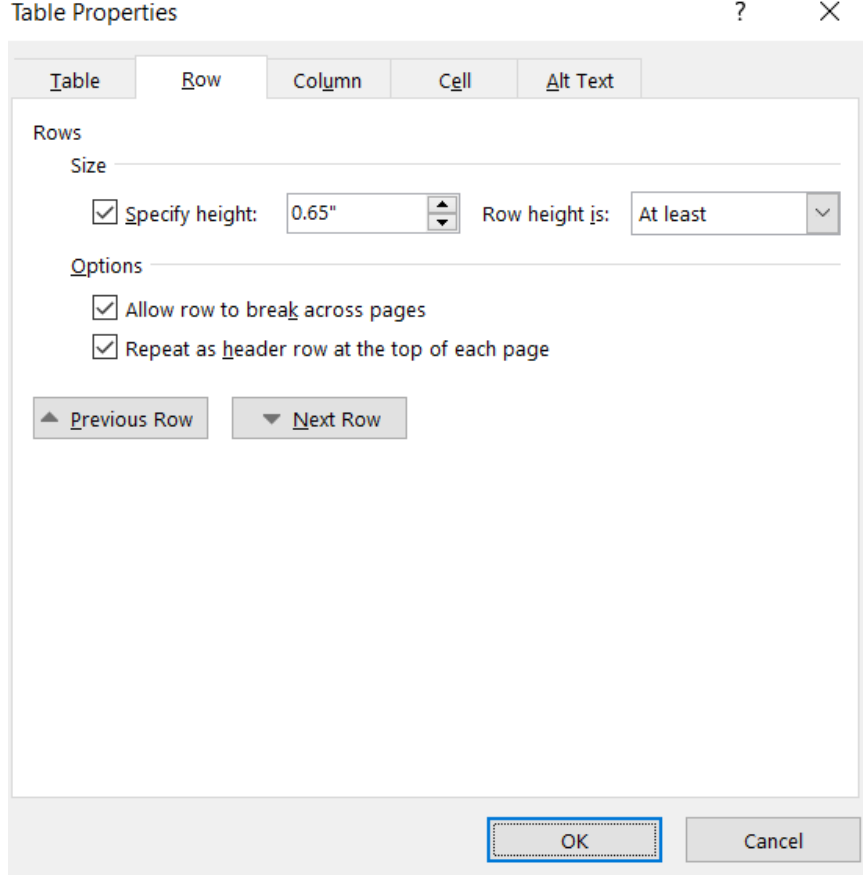 Table Properties ? ×
Table Row Column Cell Alt Text
Rows
Size
Specify height: 0.65" Row height is: At least
Options
Allow row to break across pages
Repeat as header row at the top of each page
Previous Row Next Row
OK Cancel